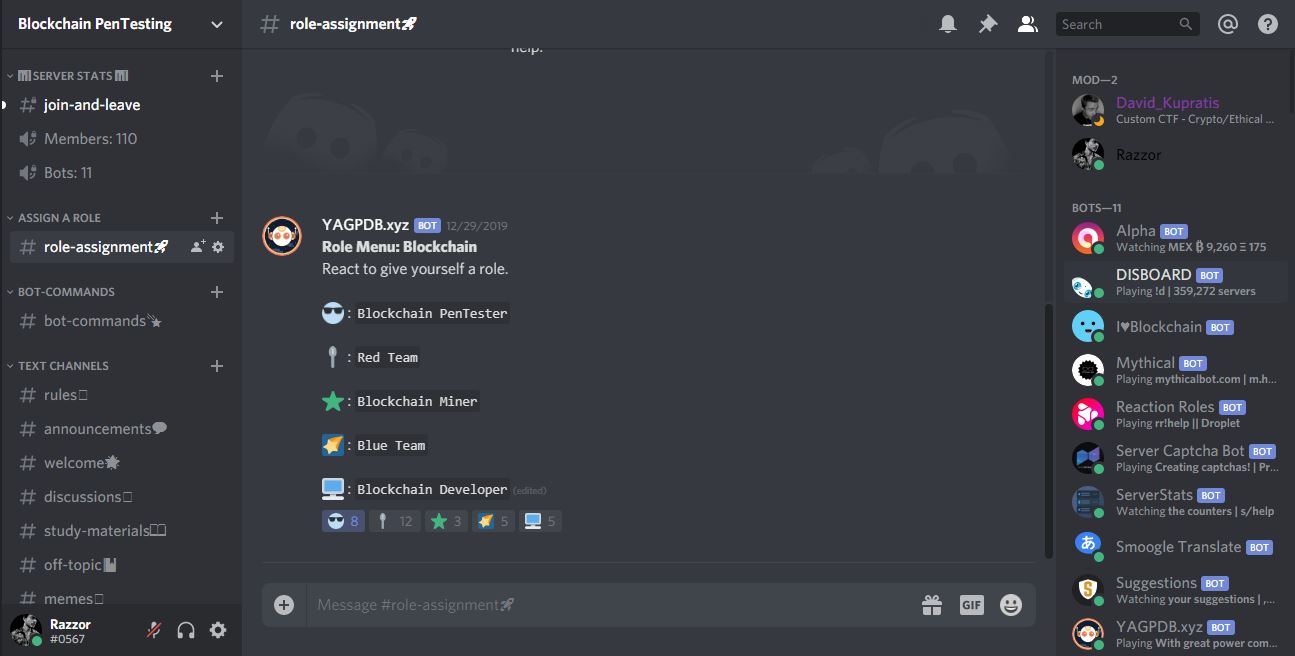 Blockchain PenTesting
SERVER STATS
join-and-leave
Members: 110
Bots: 11
ASSIGN A ROLE
role-assignment🚀
BOT-COMMANDS
bot-commands
TEXT CHANNELS
rules
announcements
welcome
discussions
study-materials
off-topic
memes
Razzor
#0567
role-assignment🚀
Search
help.
YAGPDB.xyz BOT 12/29/2019
Role Menu: Blockchain
React to give yourself a role.
: Blockchain PenTester
: Red Team
: Blockchain Miner
: Blue Team
: Blockchain Developer (edited)
8 12 3 5 5
Message #role-assignment🚀
GIF
MOD—2
David_Kupratis
Custom CTF - Crypto/Ethical ...
Razzor
BOTS—11
Alpha BOT
Watching MEX ₿ 9,260 Ξ 175
DISBOARD BOT
Playing !d | 359,272 servers
I♥Blockchain BOT
Mythical BOT
Playing mythicalbot.com | m.h...
Reaction Roles BOT
Playing rr!help || Droplet
Server Captcha Bot BOT
Playing Creating captchas! | Pr...
ServerStats BOT
Watching the counters | s/help
あ
Smoogle Translate BOT
Suggestions BOT
Watching your suggestions | ,...
YAGPDB.xyz BOT
Playing With great power com...